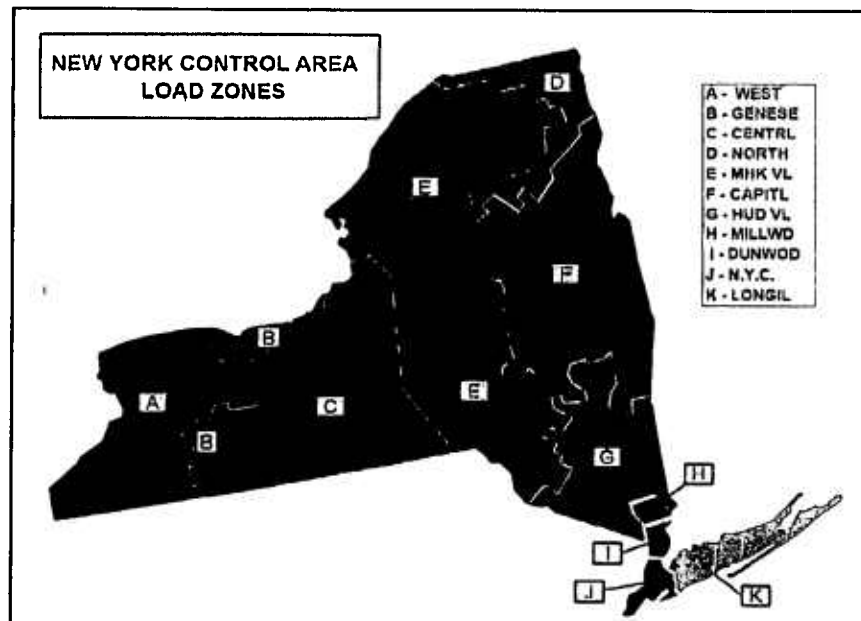 NEW YORK CONTROL AREA
LOAD ZONES
A - WEST
B - GENESE
C - CENTRL
D - NORTH
E - MHK VL
F - CAPITL
G - HUD VL
H - MILLWD
I - DUNWOD
J - N.Y.C.
K - LONGIL
D
E
F
B
A
B
C
E
G
H
I
J
K